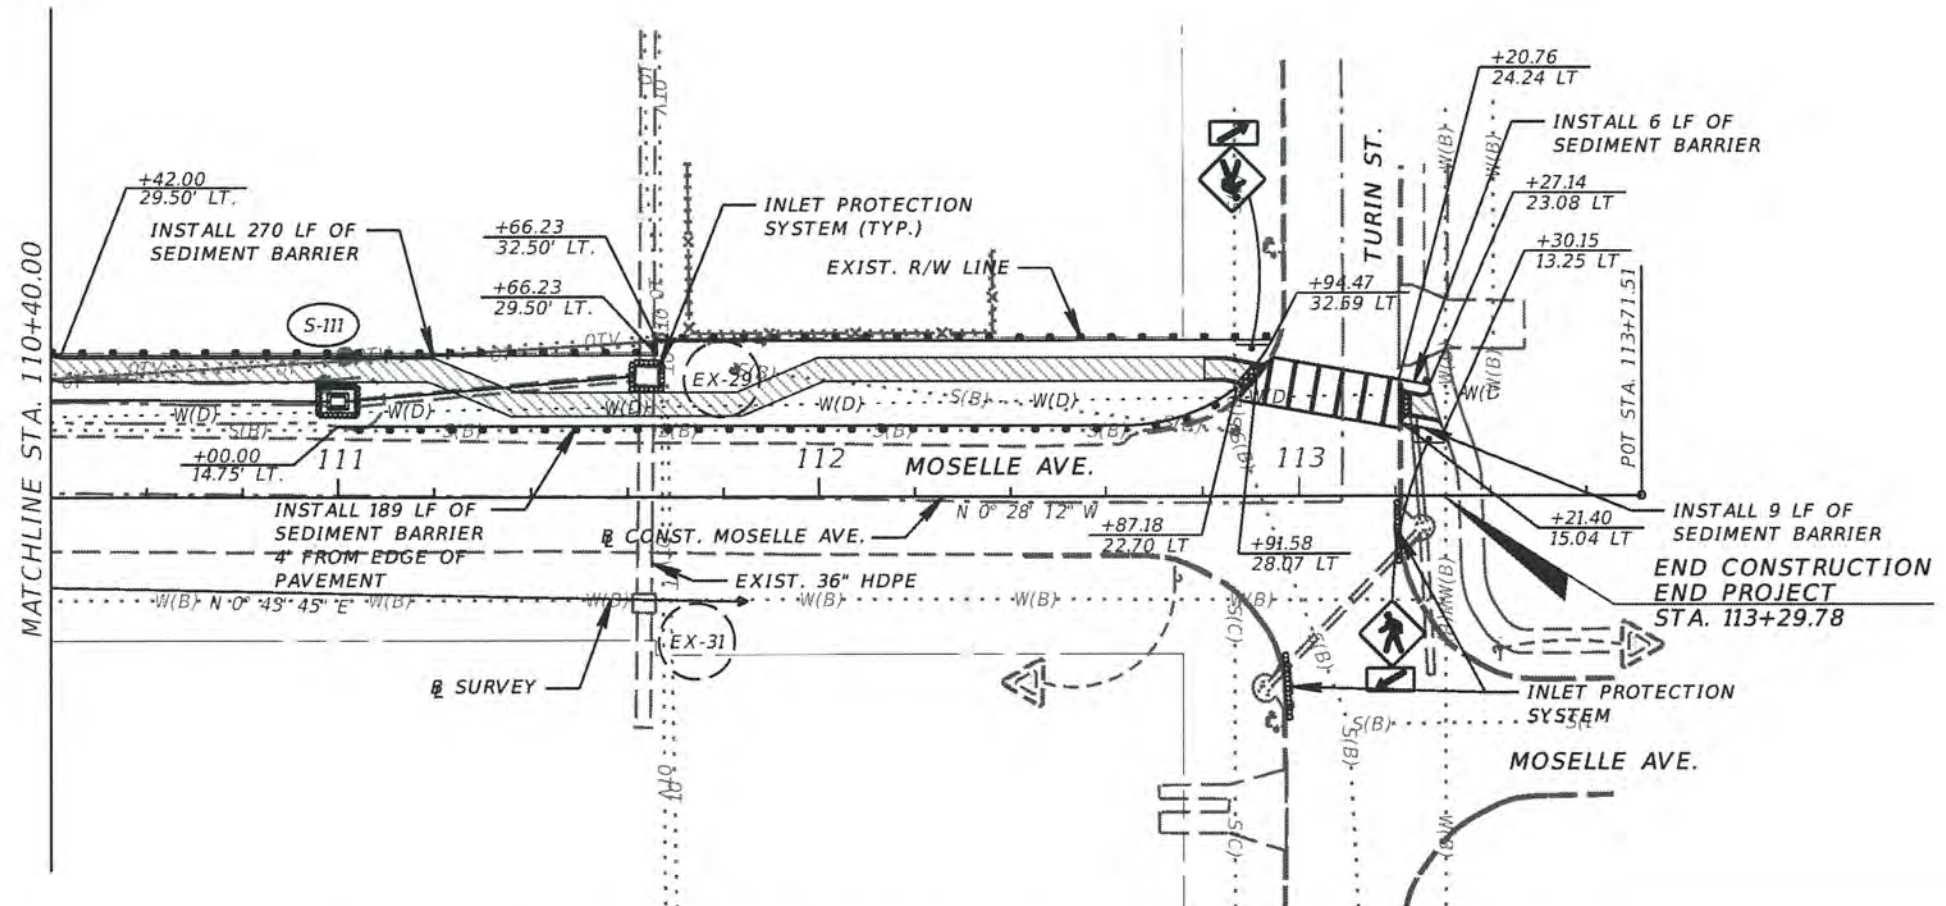 MATCHLINE STA. 110+40.00
+42.00
29.50' LT.
INSTALL 270 LF OF
SEDIMENT BARRIER
S-111
+66.23
32.50' LT.
+66.23
29.50' LT.
INLET PROTECTION
SYSTEM (TYP.)
EXIST. R/W LINE
TURIN ST.
+20.76
24.24 LT
INSTALL 6 LF OF
SEDIMENT BARRIER
+27.14
23.08 LT
+30.15
13.25 LT
+94.47
32.69 LT
POT STA. 113+71.51
EX-29
OTV
OTV
OTV
OTV
W(D)
W(D)
W(D)
W(D)
W(D)
S(B)
S(B)
S(B)
S(B)
S(B)
S(B)
S(B)
W(B)
W(B)
W(B)
+00.00
14.75' LT.
111
112
113
MOSELLE AVE.
INSTALL 189 LF OF
SEDIMENT BARRIER
4' FROM EDGE OF
PAVEMENT
N 0° 28' 12" W
B CONST. MOSELLE AVE.
+87.18
22.70 LT
+91.58
28.07 LT
+21.40
15.04 LT
INSTALL 9 LF OF
SEDIMENT BARRIER
END CONSTRUCTION
END PROJECT
STA. 113+29.78
EXIST. 36" HDPE
W(B) N 0° 43' 45" E W(B) W(B) W(B) W(B) W(B)
EX-31
B SURVEY
S(C)
S(B)
W(B)
INLET PROTECTION
SYSTEM
S(B)
S(B)
MOSELLE AVE.
OTV
S(C)
W(B)